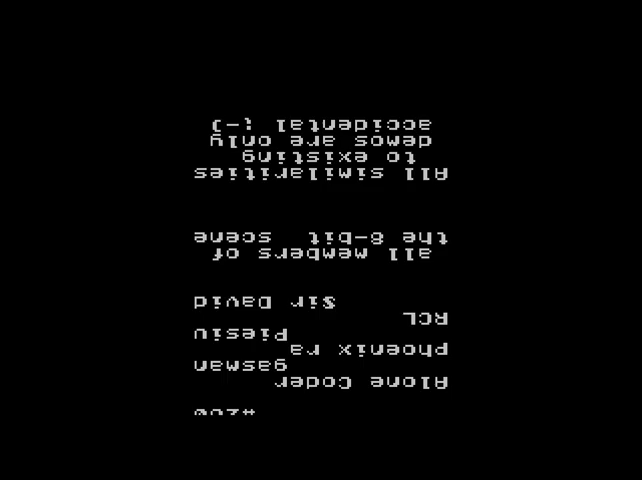 Alone Coder
gasman
phoenix ra
Piesiu
RCL
Sir David
all members of
the 8-bit scene
All similarities
to existing
demos are only
accidental ;-)